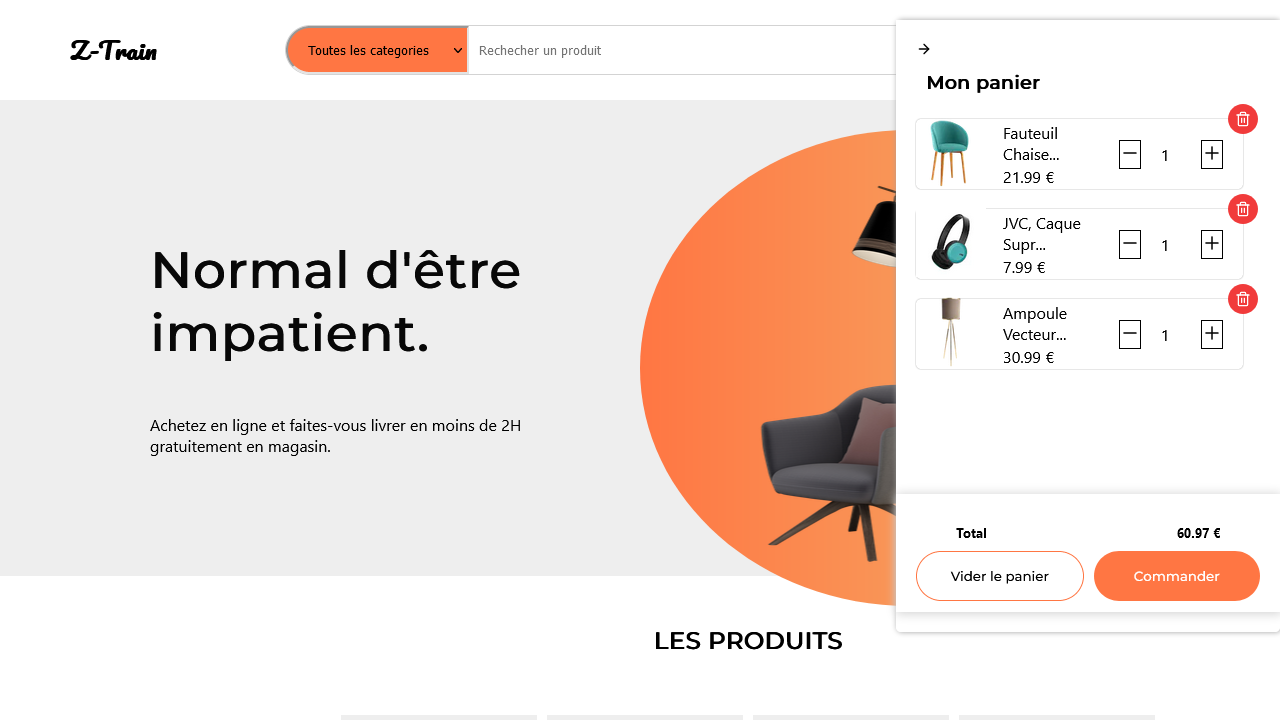 Z-Train
Toutes les categories
Rechecher un produit
Mon panier
Fauteuil
Chaise...
21.99 €
1
JVC, Caque
Supr...
7.99 €
1
Ampoule
Vecteur...
30.99 €
1
Total
60.97 €
Vider le panier
Commander
Normal d'être
impatient.
Achetez en ligne et faites-vous livrer en moins de 2H
gratuitement en magasin.
LES PRODUITS